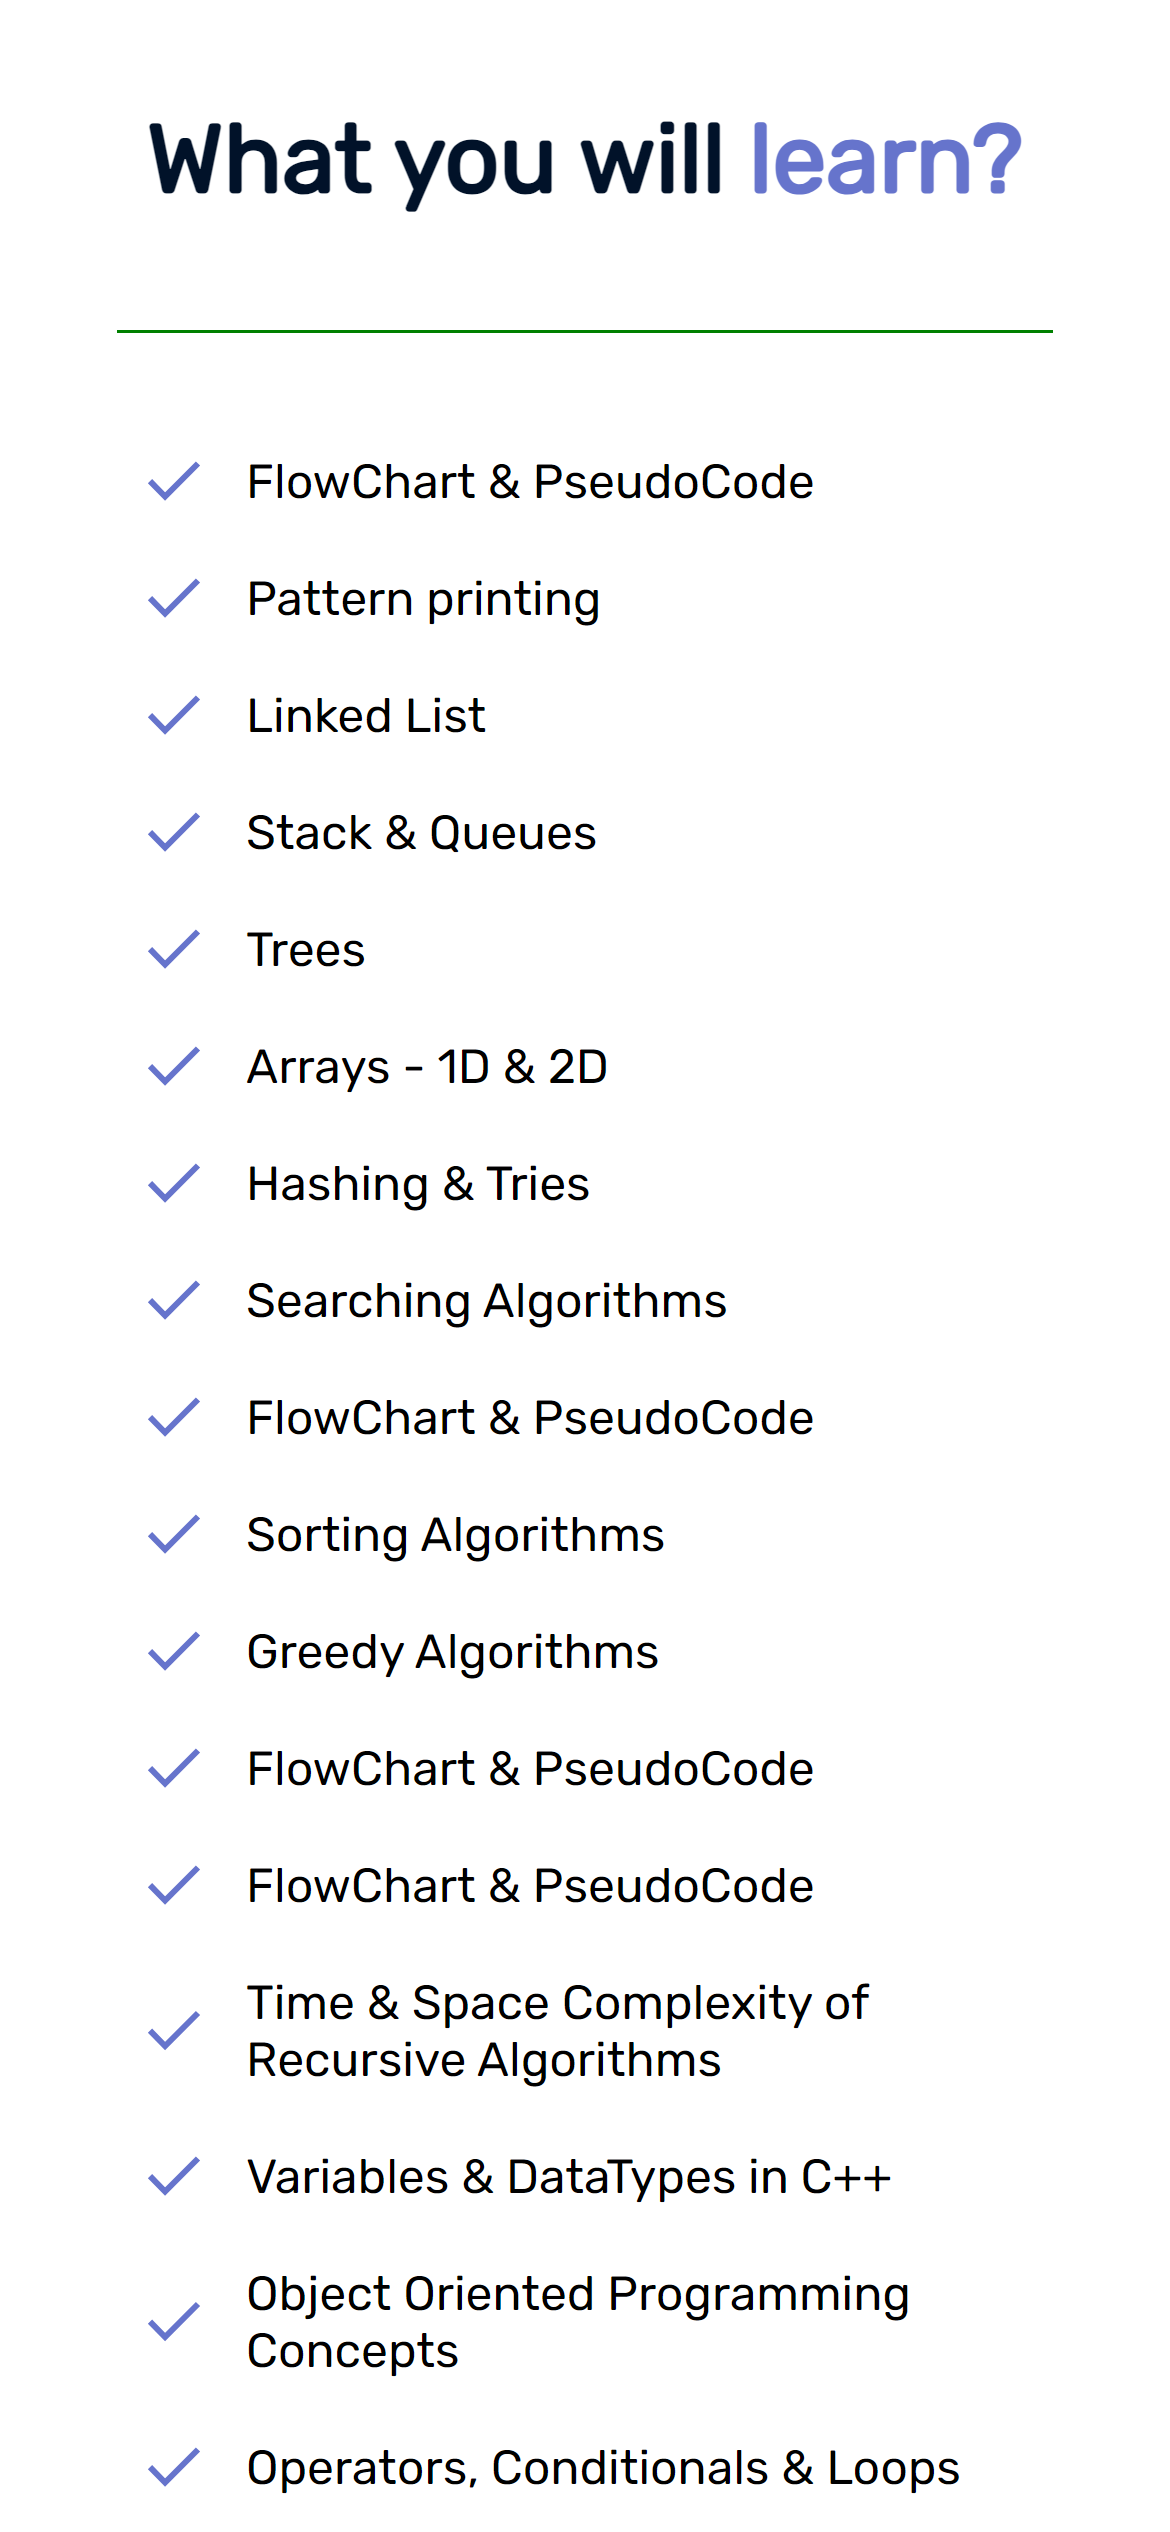 What you will learn?
FlowChart & PseudoCode
Pattern printing
Linked List
Stack & Queues
Trees
Arrays - 1D & 2D
Hashing & Tries
Searching Algorithms
FlowChart & PseudoCode
Sorting Algorithms
Greedy Algorithms
FlowChart & PseudoCode
FlowChart & PseudoCode
Time & Space Complexity of
Recursive Algorithms
Variables & DataTypes in C++
Object Oriented Programming
Concepts
Operators, Conditionals & Loops